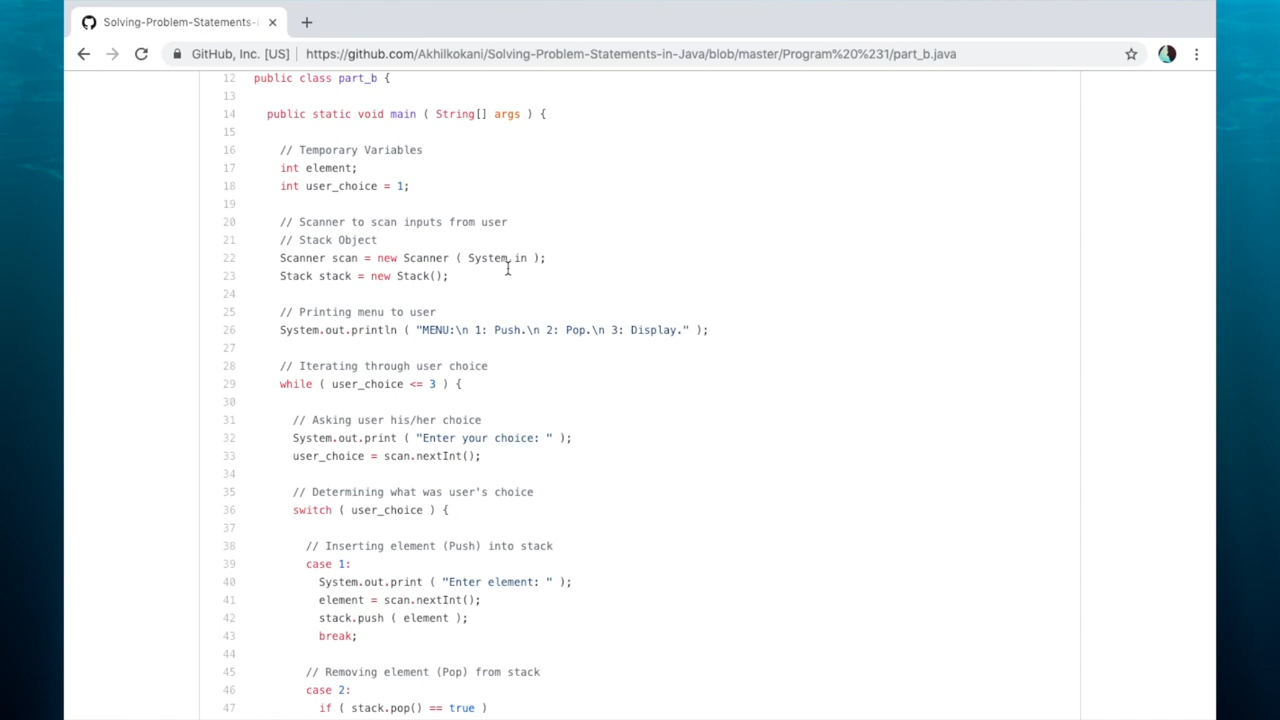 Solving-Problem-Statements-i
GitHub, Inc. [US] https://github.com/Akhilkokani/Solving-Problem-Statements-in-Java/blob/master/Program%20%231/part_b.java
12 public class part_b {
13
14 public static void main ( String[] args ) {
15
16 // Temporary Variables
17 int element;
18 int user_choice = 1;
19
20 // Scanner to scan inputs from user
21 // Stack Object
22 Scanner scan = new Scanner ( System.in );
23 Stack stack = new Stack();
24
25 // Printing menu to user
26 System.out.println ( "MENU:\n 1: Push.\n 2: Pop.\n 3: Display." );
27
28 // Iterating through user choice
29 while ( user_choice <= 3 ) {
30
31 // Asking user his/her choice
32 System.out.print ( "Enter your choice: " );
33 user_choice = scan.nextInt();
34
35 // Determining what was user's choice
36 switch ( user_choice ) {
37
38 // Inserting element (Push) into stack
39 case 1:
40 System.out.print ( "Enter element: " );
41 element = scan.nextInt();
42 stack.push ( element );
43 break;
44
45 // Removing element (Pop) from stack
46 case 2:
47 if ( stack.pop() == true )